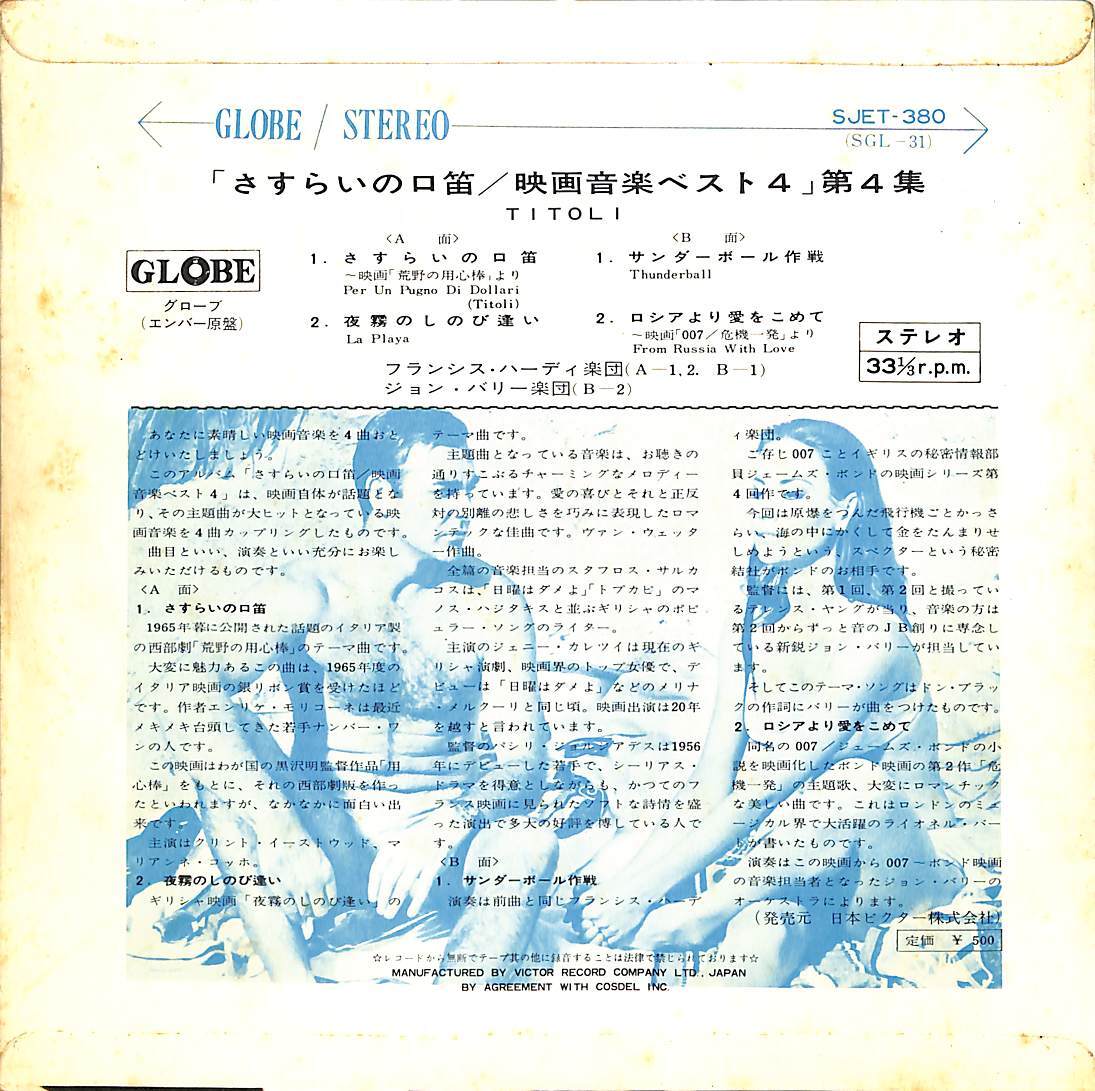 GLOBE / STEREO
SJET-380
(SGL-31)
「さすらいの口笛／映画音楽ベスト4」第4集
TITOLI
GLOBE
グローブ
(エンバー原盤)
〈A 面〉
1. さすらいの口笛
〜映画「荒野の用心棒」より
Per Un Pugno Di Dollari
(Titoli)
2. 夜霧のしのび逢い
La Playa
〈B 面〉
1. サンダーボール作戦
Thunderball
2. ロシアより愛をこめて
〜映画「007／危機一発」より
From Russia With Love
フランシス・ハーディ楽団(A—1,2. B—1)
ジョン・バリー楽団(B—2)
ステレオ
33⅓r.p.m.
あなたに素晴しい映画音楽を4曲おと
どけいたしましょう。
このアルバム「さすらいの口笛／映画
音楽ベスト4」は、映画自体が話題とな
り、その主題曲が大ヒットとなっている映
画音楽を4曲カップリングしたものです。
曲目といい、演奏といい充分にお楽し
みいただけるものです。
〈A 面〉
1. さすらいの口笛
1965年暮に公開された話題のイタリア製
の西部劇「荒野の用心棒」のテーマ曲です。
大変に魅力あるこの曲は、1965年度の
イタリア映画の銀リボン賞を受けたほど
です。作者エンリケ・モリコーネは最近
メキメキ台頭してきた若手ナンバー・ワ
ンの人です。
この映画はわが国の黒沢明監督作品「用
心棒」をもとに、それの西部劇版を作っ
たといわれますが、なかなかに面白い出
来です。
主演はクリント・イーストウッド、マ
リアンネ・コッホ。
2. 夜霧のしのび逢い
ギリシャ映画「夜霧のしのび逢い」の
テーマ曲です。
主題曲となっている音楽は、お聴きの
通りすこぶるチャーミングなメロディー
を持っています。愛の喜びとそれと正反
対の別離の悲しさを巧みに表現したロマ
ンテックな佳曲です。ヴァン・ウェッタ
ー作曲。
全篇の音楽担当のスタフロス・サルカ
コスは、「日曜はダメよ」「トプカピ」のマ
ノス・ハジタキスと並ぶギリシャのポピ
ュラー・ソングのライター。
主演のジェニー・カレツイは現在のギ
リシャ演劇、映画界のトップ女優で、デ
ビューは「日曜はダメよ」などのメリナ
・メルクーリと同じ頃。映画出演は20年
を越すと言われています。
監督のバシリ・ジョルジアデスは1956
年にデビューした若手で、シーリアス・
ドラマを得意としながらも、かつてのフ
ランス映画に見られたソフトな詩情を盛
った演出で多大の好評を博している人で
す。
〈B 面〉
1. サンダーボール作戦
演奏は前曲と同じフランシス・ハーデ
ィ楽団。
ご存じ007ことイギリスの秘密情報部
員ジェームズ・ボンドの映画シリーズ第
4回作です。
今回は原爆をつんだ飛行機ごとかっさ
らい、海の中にかくして金をたんまりせ
しめようという、スペクターという秘密
結社がボンドのお相手です。
監督には、第1回、第2回と撮ってい
るテレンス・ヤングが当り、音楽の方は
第2回からずっと音のJB創りに専念し
ている新鋭ジョン・バリーが担当してい
ます。
そしてこのテーマ・ソングはドン・ブラッ
クの作詞にバリーが曲をつけたものです。
2. ロシアより愛をこめて
同名の007／ジェームズ・ボンドの小
説を映画化したボンド映画の第2作「危
機一発」の主題歌、大変にロマンチック
な美しい曲です。これはロンドンのミュ
ージカル界で大活躍のライオネル・バー
トが書いたものです。
演奏はこの映画から007〜ボンド映画
の音楽担当者となったジョン・バリーの
オーケストラによります。
(発売元 日本ビクター株式会社)
定価 ¥ 500
☆レコードから無断でテープ其の他に録音することは法律で禁じられております☆
MANUFACTURED BY VICTOR RECORD COMPANY LTD., JAPAN
BY AGREEMENT WITH COSDEL INC.